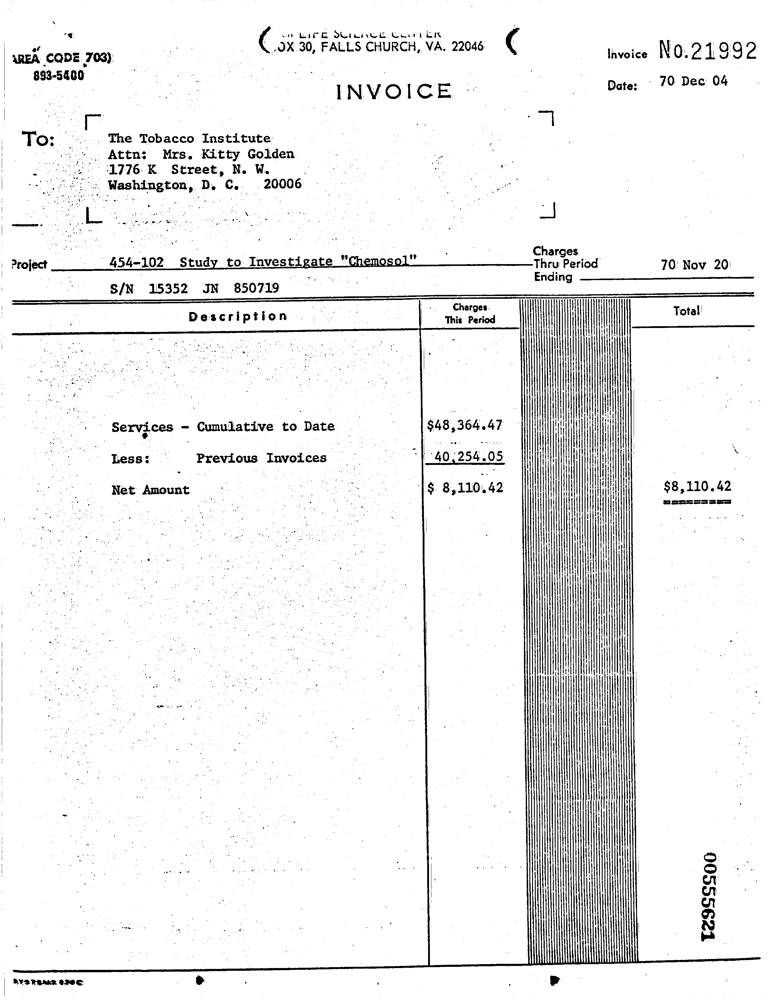 LIFE SCIENCE CENTER
OX 30, FALLS CHURCH, VA. 22046
AREA CODE 703)
893-5400
Invoice No.21992
Date: 70 Dec 04
INVOICE
To: The Tobacco Institute
Attn: Mrs. Kitty Golden
1776 K Street, N. W.
Washington, D. C. 20006
Project 454-102 Study to Investigate "Chemosol"
Charges
Thru Period
Ending 70 Nov 20
S/N 15352 JN 850719
Description
Charges
This Period
Total
Services - Cumulative to Date $48,364.47
Less: Previous Invoices 40,254.05
Net Amount $ 8,110.42 $8,110.42
00555621